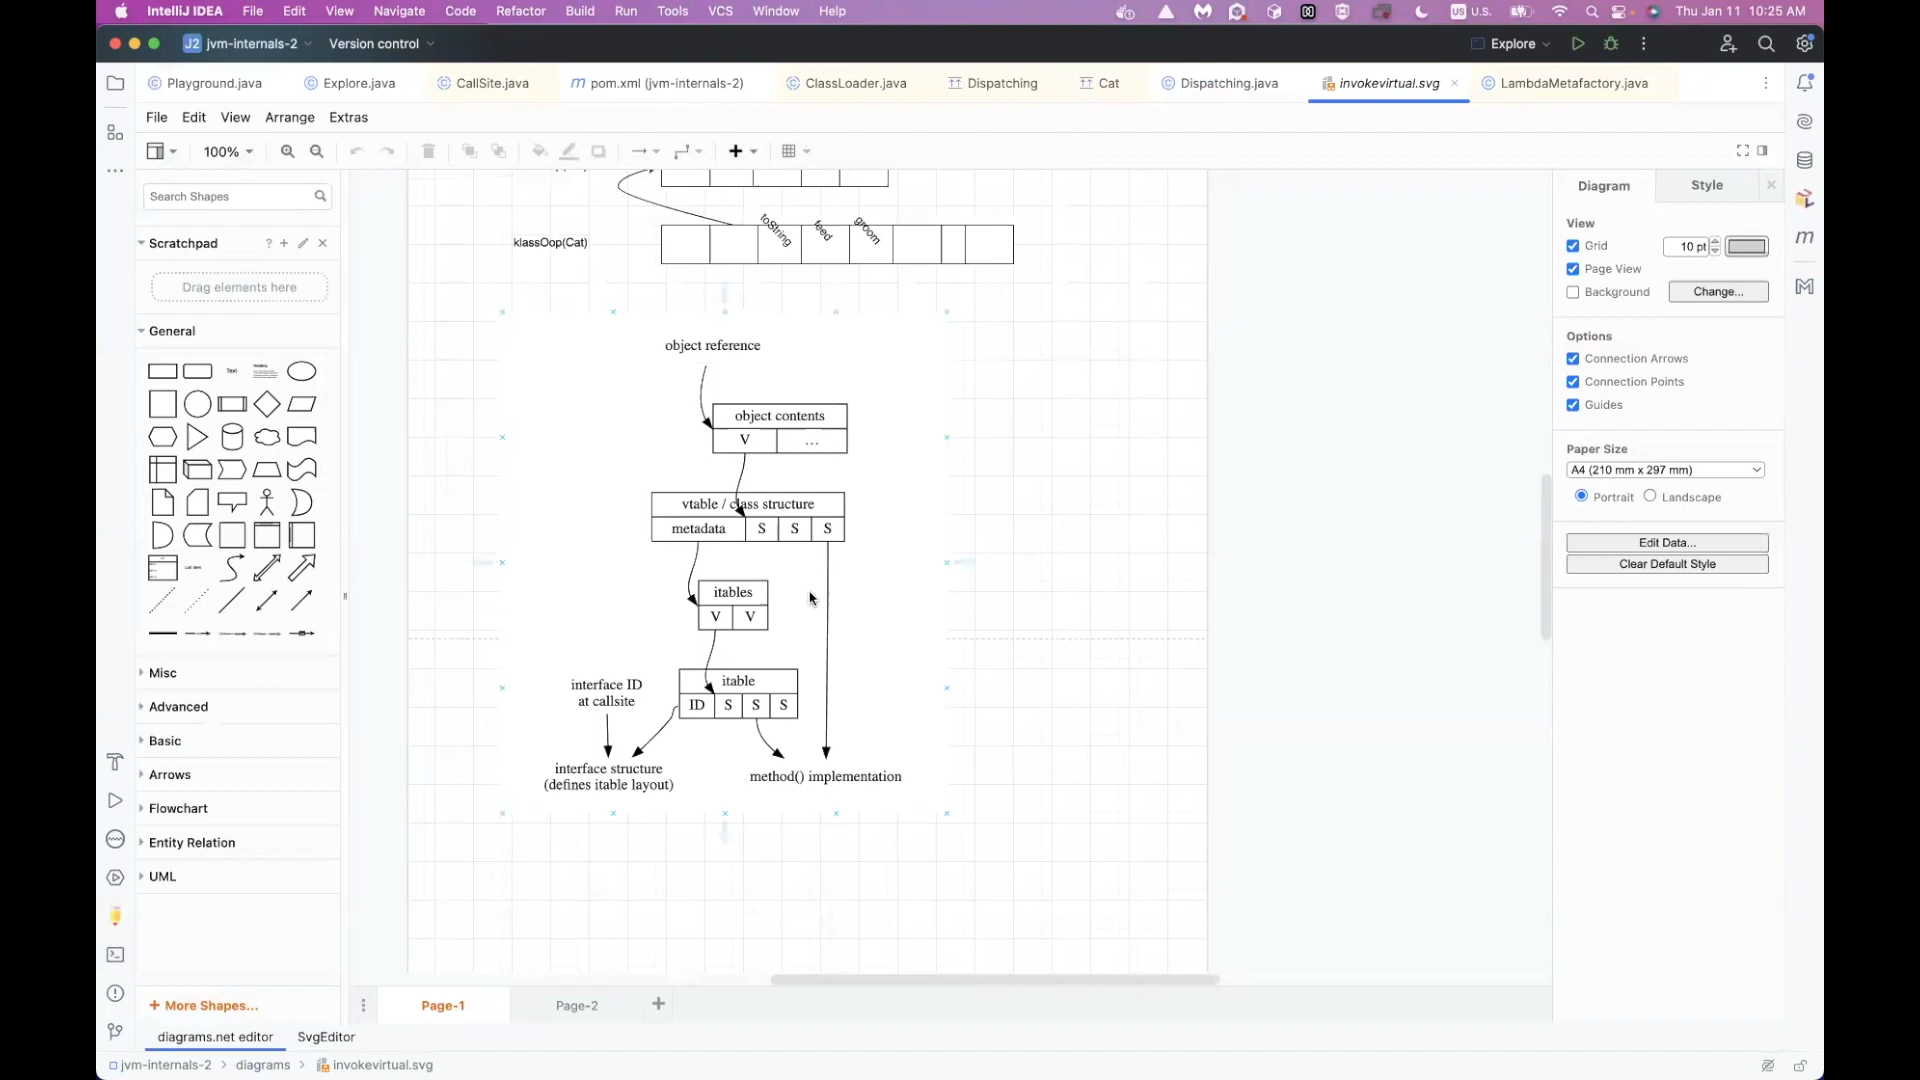 IntelliJ IDEA File Edit View Navigate Code Refactor Build Run Tools VCS Window Help
U.S. Thu Jan 11 10:25 AM
J2 jvm-internals-2 Version control
Explore
Playground.java Explore.java CallSite.java m pom.xml (jvm-internals-2) ClassLoader.java Dispatching Cat Dispatching.java invokevirtual.svg × LambdaMetafactory.java
File Edit View Arrange Extras
100%
Search Shapes
Scratchpad
Drag elements here
General
Text
Heading
List Item
Misc
Advanced
Basic
Arrows
Flowchart
Entity Relation
UML
+ More Shapes...
klassOop(Cat)
toString
feed
groom
object reference
object contents
V ...
vtable / class structure
metadata S S S
itables
V V
itable
ID S S S
interface ID
at callsite
interface structure
(defines itable layout)
method() implementation
Diagram Style
View
Grid 10 pt
Page View
Background Change...
Options
Connection Arrows
Connection Points
Guides
Paper Size
A4 (210 mm x 297 mm)
Portrait Landscape
Edit Data...
Clear Default Style
Page-1 Page-2
diagrams.net editor SvgEditor
jvm-internals-2 > diagrams > invokevirtual.svg